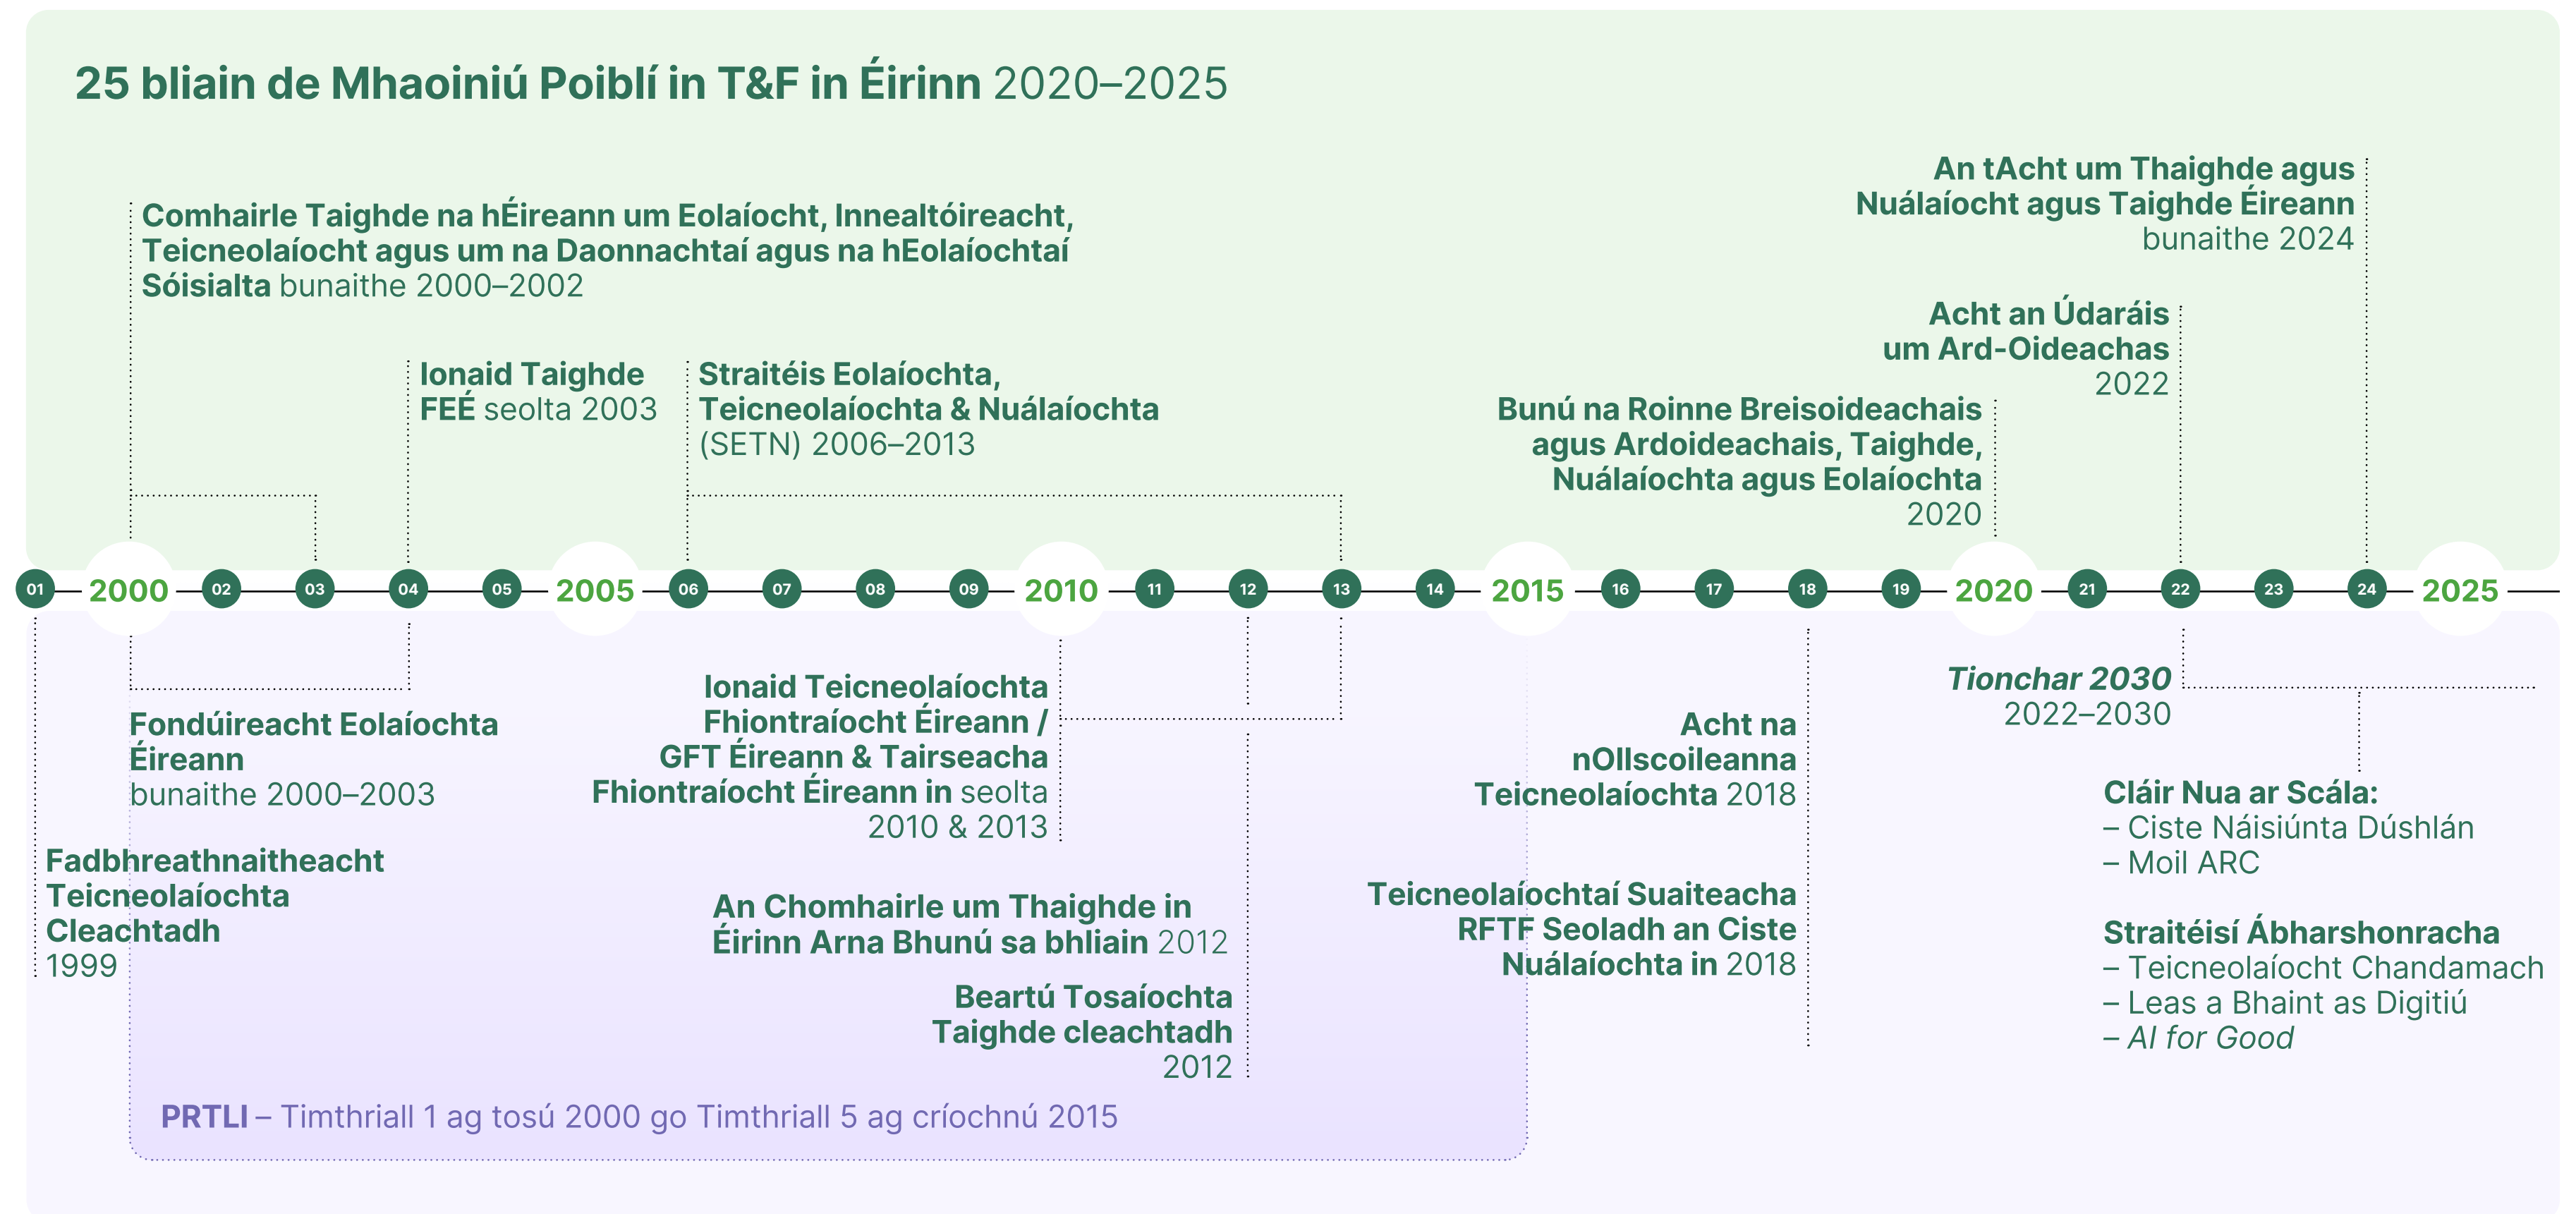 25 bliain de Mhaoiniú Poiblí in T&F in Éirinn 2020–2025
Comhairle Taighde na hÉireann um Eolaíocht, Innealtóireacht,
Teicneolaíocht agus um na Daonnachtaí agus na hEolaíochtaí
Sóisialta bunaithe 2000–2002
Ionaid Taighde
FEÉ seolta 2003
Straitéis Eolaíochta,
Teicneolaíochta & Nuálaíochta
(SETN) 2006–2013
Bunú na Roinne Breisoideachais
agus Ardoideachais, Taighde,
Nuálaíochta agus Eolaíochta
2020
Acht an Údaráis
um Ard-Oideachas
2022
An tAcht um Thaighde agus
Nuálaíocht agus Taighde Éireann
bunaithe 2024
01 2000 02 03 04 05 2005 06 07 08 09 2010 11 12 13 14 2015 16 17 18 19 2020 21 22 23 24 2025
Fondúireacht Eolaíochta
Éireann
bunaithe 2000–2003
Fadbhreathnaitheacht
Teicneolaíochta
Cleachtadh
1999
Ionaid Teicneolaíochta
Fhiontraíocht Éireann /
GFT Éireann & Tairseacha
Fhiontraíocht Éireann in seolta
2010 & 2013
An Chomhairle um Thaighde in
Éirinn Arna Bhunú sa bhliain 2012
Beartú Tosaíochta
Taighde cleachtadh
2012
PRTLI – Timthriall 1 ag tosú 2000 go Timthriall 5 ag críochnú 2015
Acht na
nOllscoileanna
Teicneolaíochta 2018
Teicneolaíochtaí Suaiteacha
RFTF Seoladh an Ciste
Nuálaíochta in 2018
Tionchar 2030
2022–2030
Cláir Nua ar Scála:
– Ciste Náisiúnta Dúshlán
– Moil ARC
Straitéisí Ábharshonracha
– Teicneolaíocht Chandamach
– Leas a Bhaint as Digitiú
– AI for Good